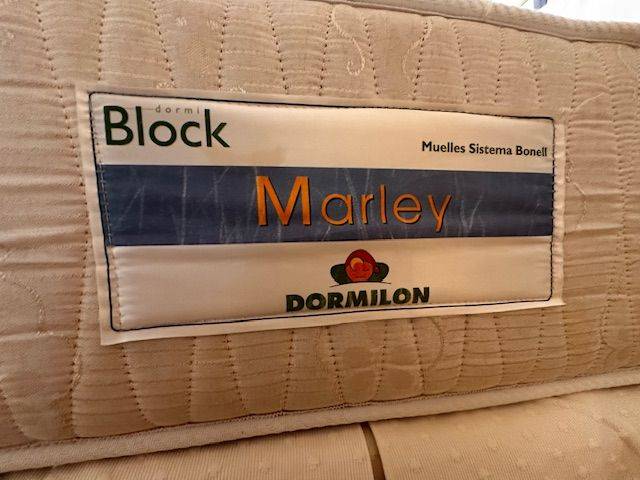 dormi
Block
Muelles Sistema Bonell
Marley
DORMILON